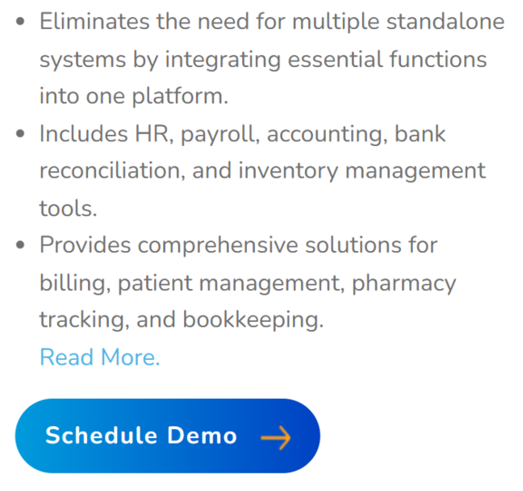 Eliminates the need for multiple standalone
systems by integrating essential functions
into one platform.
Includes HR, payroll, accounting, bank
reconciliation, and inventory management
tools.
Provides comprehensive solutions for
billing, patient management, pharmacy
tracking, and bookkeeping.
Read More.
Schedule Demo